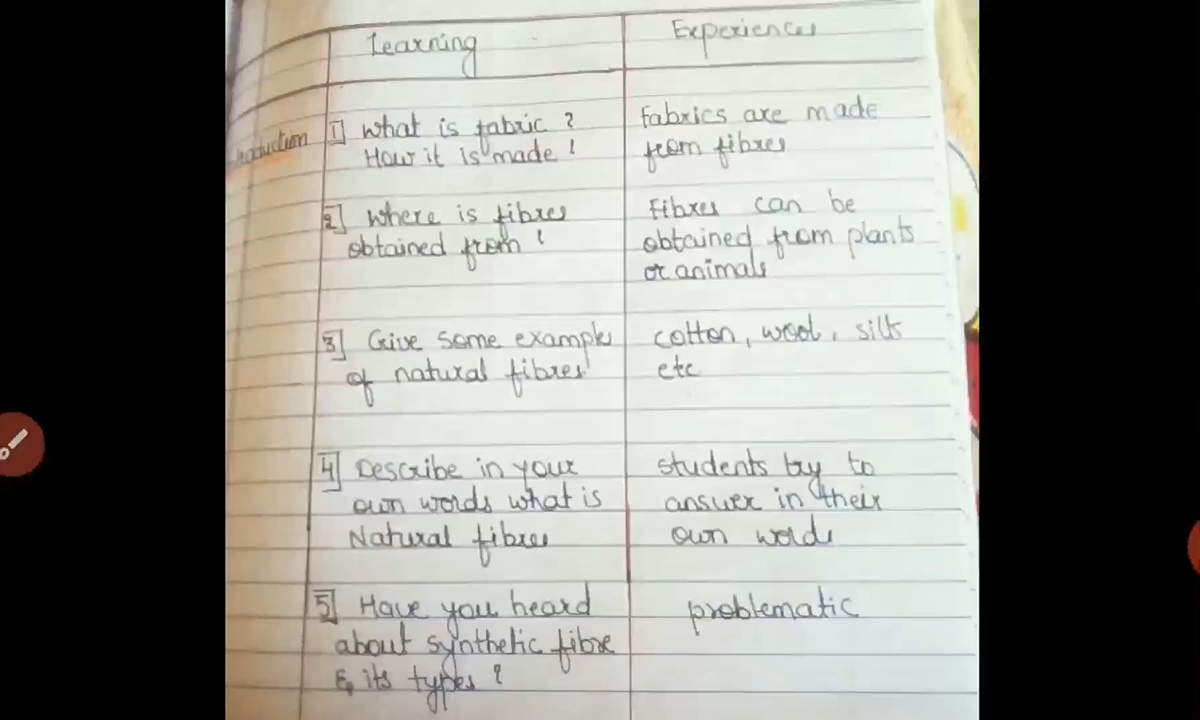 Learning
Experiences
1] What is fabric ?
How it is made ?
Fabrics are made
from fibres
2] Where is fibres
obtained from ?
Fibres can be
obtained from plants
or animals
3] Give some examples
of natural fibres
cotton, wool, silk
etc
4] Describe in your
own words what is
Natural fibres
students try to
answer in their
own words
5] Have you heard
about synthetic fibre
& its types ?
problematic